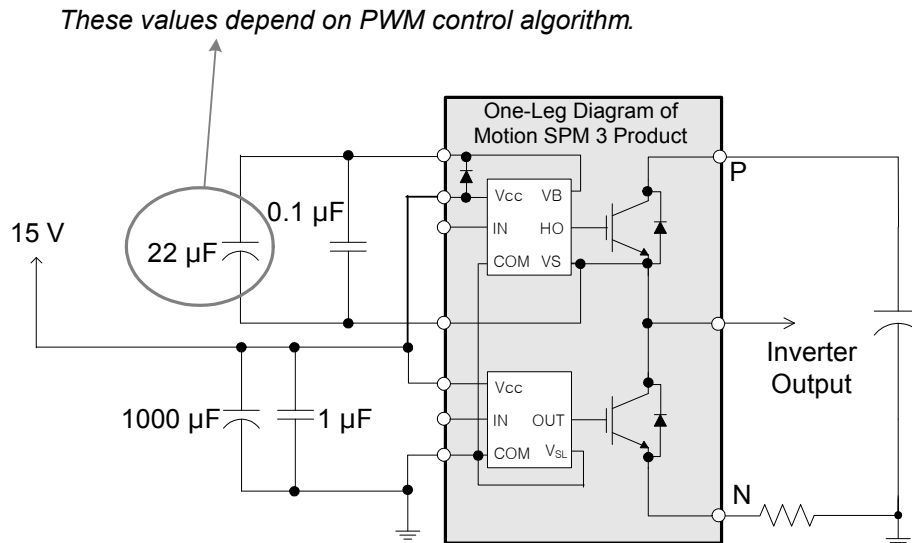 These values depend on PWM control algorithm.
One-Leg Diagram of
Motion SPM 3 Product
P
Vcc VB
0.1 µF
IN HO
15 V
22 µF
COM VS
Inverter
Output
Vcc
1000 µF
1 µF
IN OUT
COM VSL
N